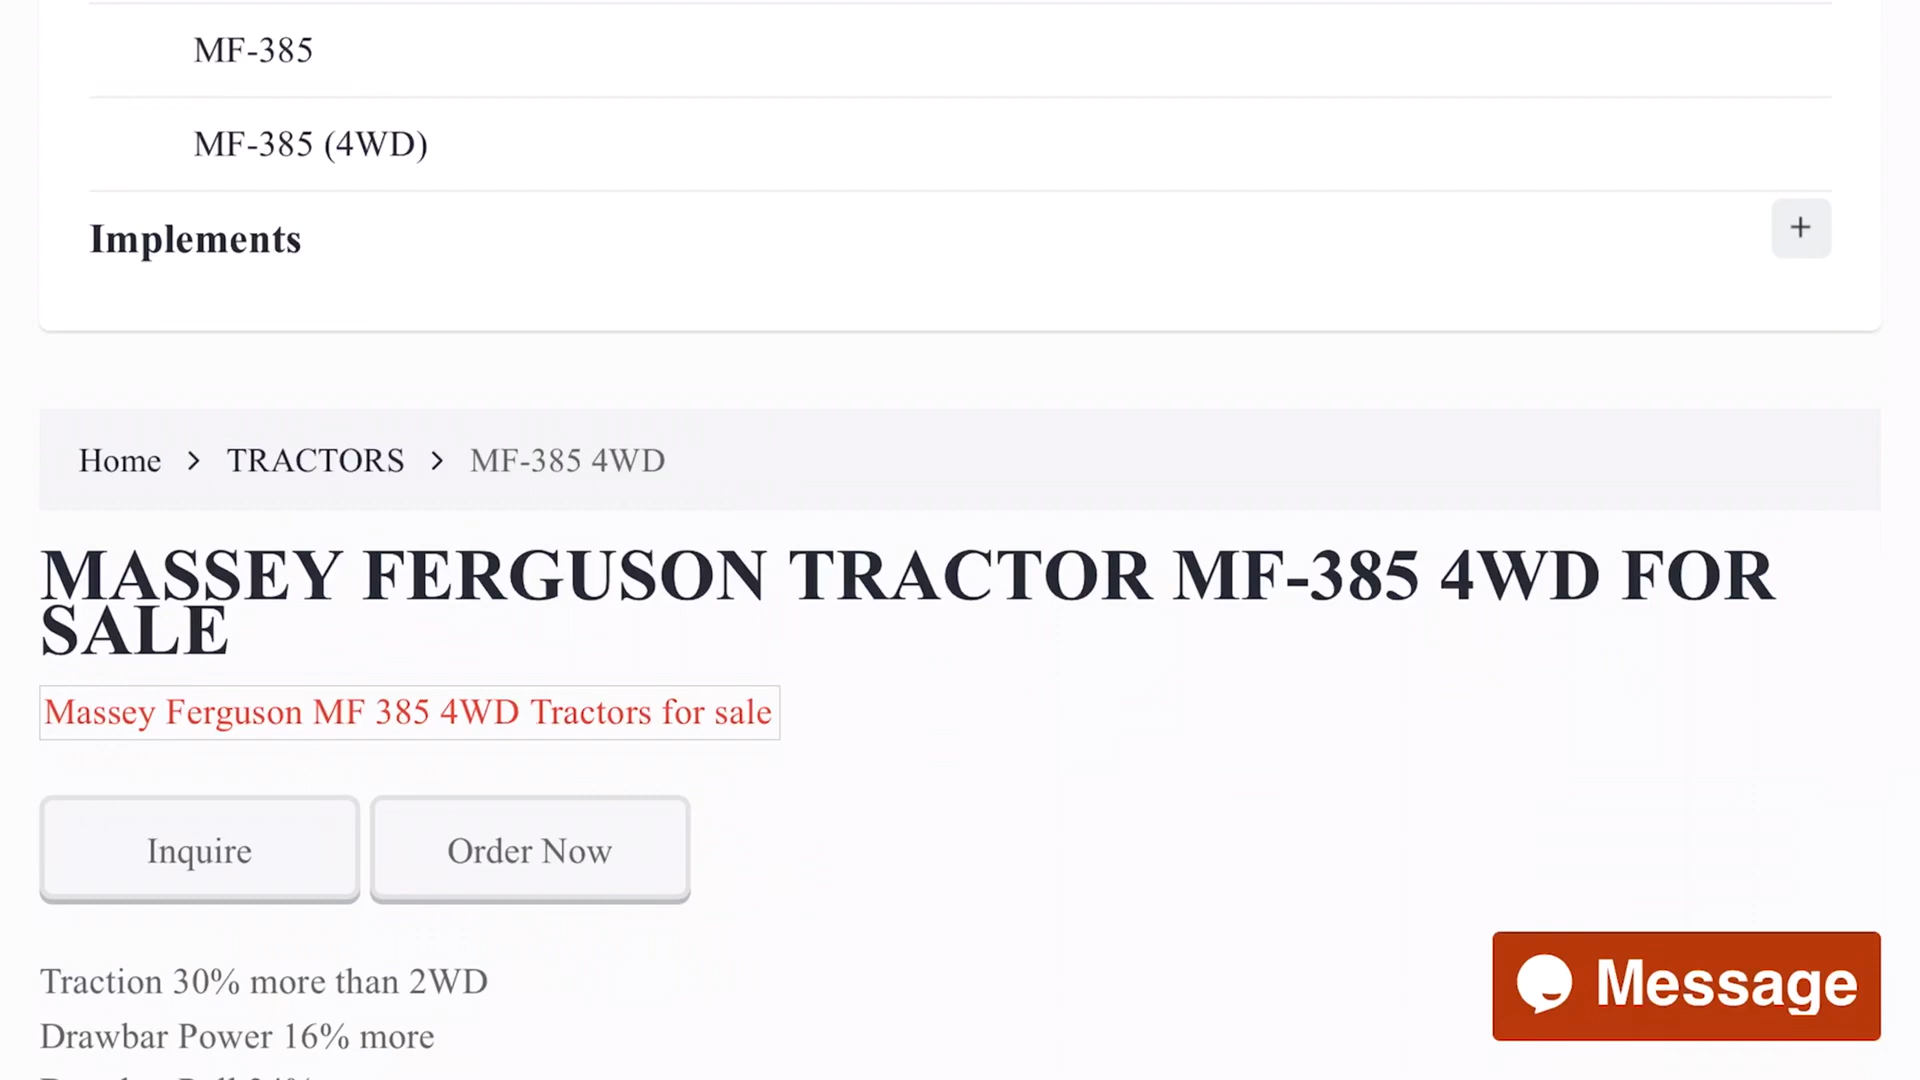 MF-385
MF-385 (4WD)
Implements
+
Home > TRACTORS > MF-385 4WD
MASSEY FERGUSON TRACTOR MF-385 4WD FOR
SALE
Massey Ferguson MF 385 4WD Tractors for sale
Inquire
Order Now
Message
Traction 30% more than 2WD
Drawbar Power 16% more